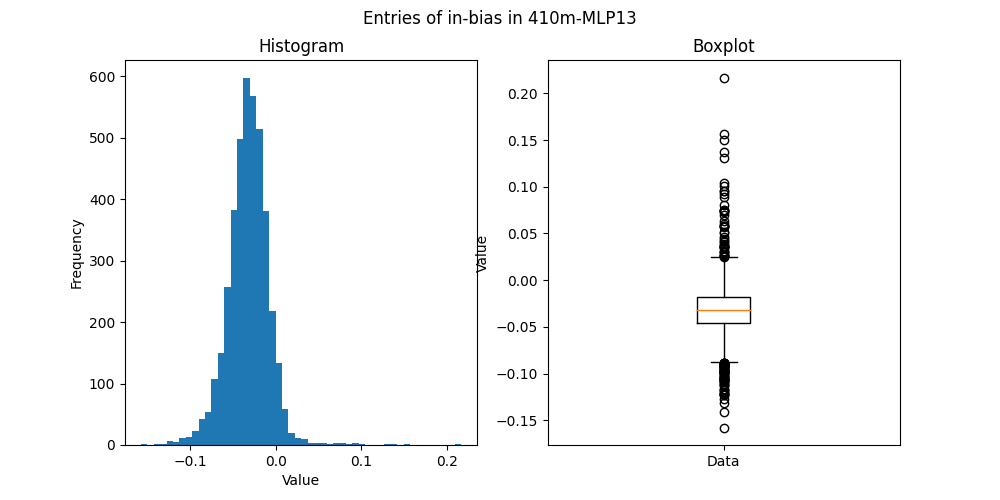 Entries of in-bias in 410m-MLP13
Histogram
Frequency
600
500
400
300
200
100
0
−0.1
0.0
0.1
0.2
Value
Boxplot
Value
0.20
0.15
0.10
0.05
0.00
−0.05
−0.10
−0.15
Data